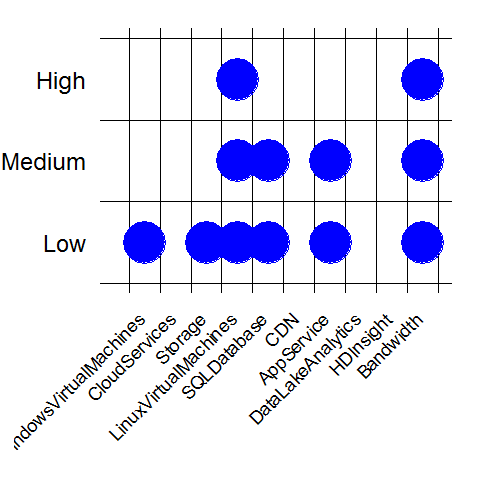 High
Medium
Low
ndowsVirtualMachines
CloudServices
Storage
LinuxVirtualMachines
SQLDatabase
CDN
AppService
DataLakeAnalytics
HDInsight
Bandwidth